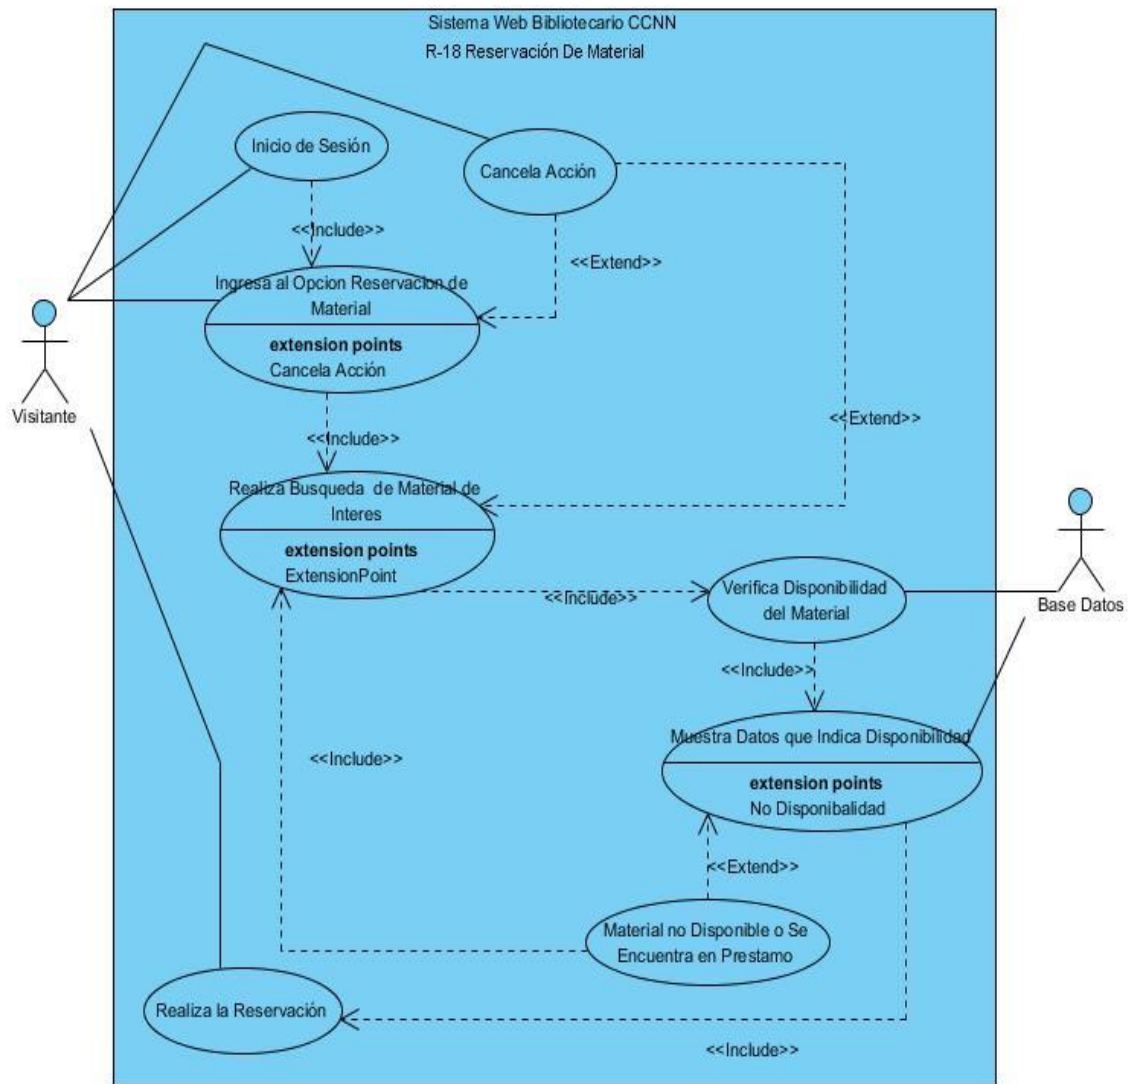 Sistema Web Bibliotecario CCNN
R-18 Reservación De Material
Inicio de Sesión
Cancela Acción
<<Include>>
<<Extend>>
Ingresa al Opcion Reservacion de
Material
extension points
Cancela Acción
Visitante
<<Extend>>
<<Include>>
Realiza Busqueda de Material de
Interes
extension points
ExtensionPoint
<<Include>>
Verifica Disponibilidad
del Material
Base Datos
<<Include>>
Muestra Datos que Indica Disponibilidad
extension points
No Disponibalidad
<<Include>>
<<Extend>>
Material no Disponible o Se
Encuentra en Prestamo
Realiza la Reservación
<<Include>>